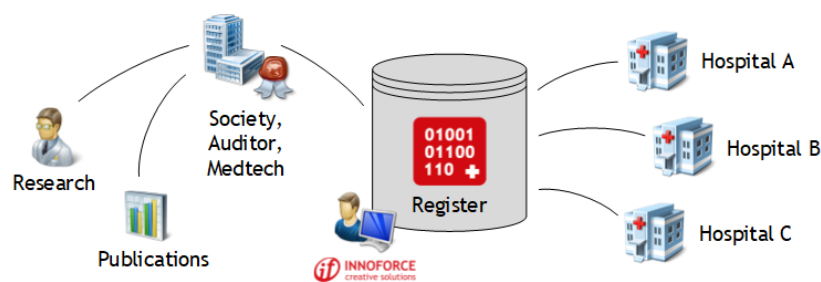 Society,
Auditor,
Medtech
Research
Publications
01001
01100
110
Register
INNOFORCE
creative solutions
Hospital A
Hospital B
Hospital C